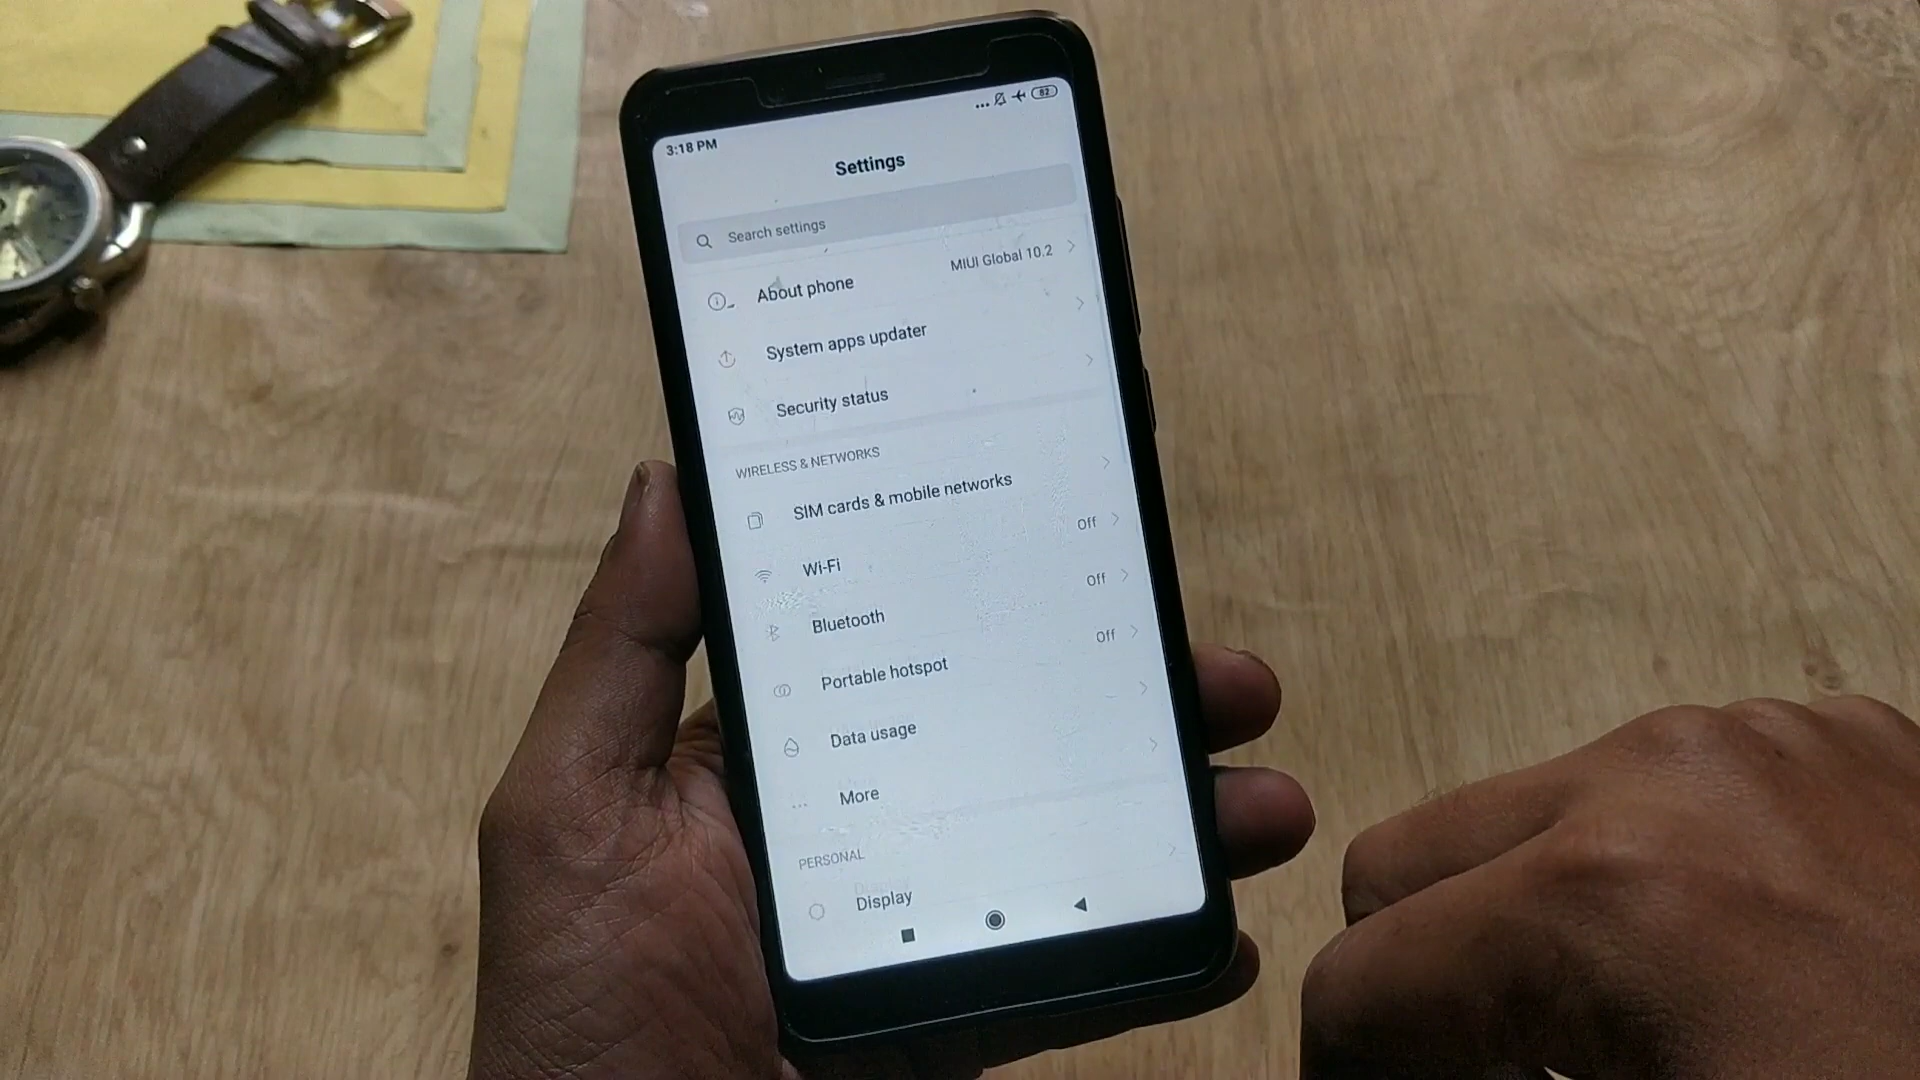 3:18 PM
82
Settings
Search settings
About phone
MIUI Global 10.2
System apps updater
Security status
WIRELESS & NETWORKS
SIM cards & mobile networks
Wi-Fi
Off
Bluetooth
Off
Portable hotspot
Off
Data usage
More
PERSONAL
Display